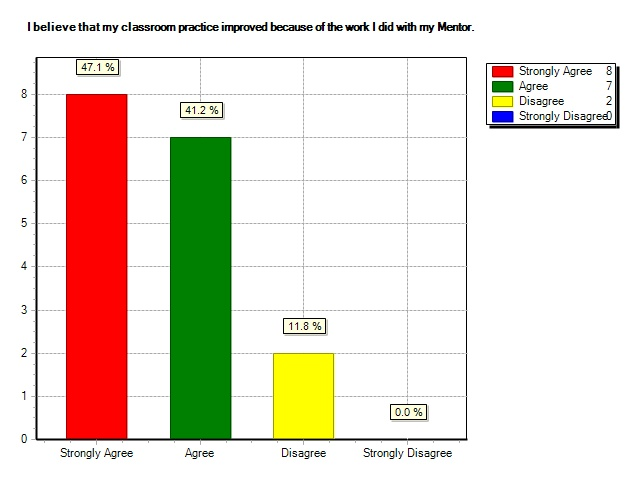 I believe that my classroom practice improved because of the work I did with my Mentor.
47.1 %
41.2 %
11.8 %
0.0 %
8
7
6
5
4
3
2
1
0
Strongly Agree Agree Disagree Strongly Disagree
Strongly Agree 8
Agree 7
Disagree 2
Strongly Disagree 0